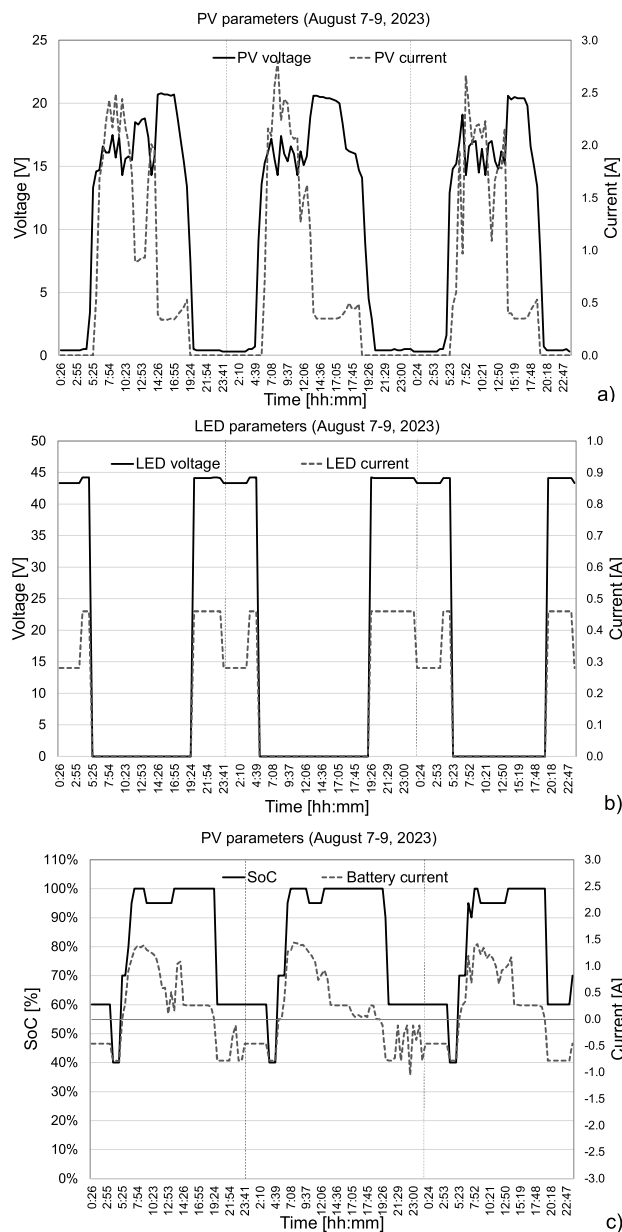 PV parameters (August 7-9, 2023)
PV voltage PV current
Voltage [V]
25
20
15
10
5
0
Current [A]
3.0
2.5
2.0
1.5
1.0
0.5
0.0
0:26 2:55 5:25 7:54 10:23 12:53 14:26 16:55 19:24 21:54 23:41 2:10 4:39 7:08 9:37 12:06 14:36 17:05 17:45 19:26 23:00 0:24 2:53 5:23 7:52 10:21 12:50 15:19 17:48 20:18 22:47
Time [hh:mm]
a)
LED parameters (August 7-9, 2023)
LED voltage LED current
Voltage [V]
50
45
40
35
30
25
20
15
10
5
0
Current [A]
1.0
0.9
0.8
0.7
0.6
0.5
0.4
0.3
0.2
0.1
0.0
0:26 2:55 5:25 7:54 10:23 12:53 14:26 16:55 19:24 21:54 23:41 2:10 4:39 7:08 9:37 12:06 14:36 17:05 17:45 19:26 21:29 23:00 0:24 2:53 5:23 7:52 10:21 12:50 15:19 17:48 20:18 22:47
Time [hh:mm]
b)
PV parameters (August 7-9, 2023)
SoC Battery current
SoC [%]
110%
100%
90%
80%
70%
60%
50%
40%
30%
20%
10%
0%
Current [A]
3.0
2.5
2.0
1.5
1.0
0.5
0.0
-0.5
-1.0
-1.5
-2.0
-2.5
-3.0
0:26 2:55 5:25 7:54 10:23 12:53 14:26 16:55 19:24 21:54 23:41 2:10 4:39 7:08 9:37 12:06 14:36 17:05 17:45 19:26 21:29 23:00 0:24 2:53 5:23 7:52 10:21 12:50 15:19 17:48 20:18 22:47
Time [hh:mm]
c)